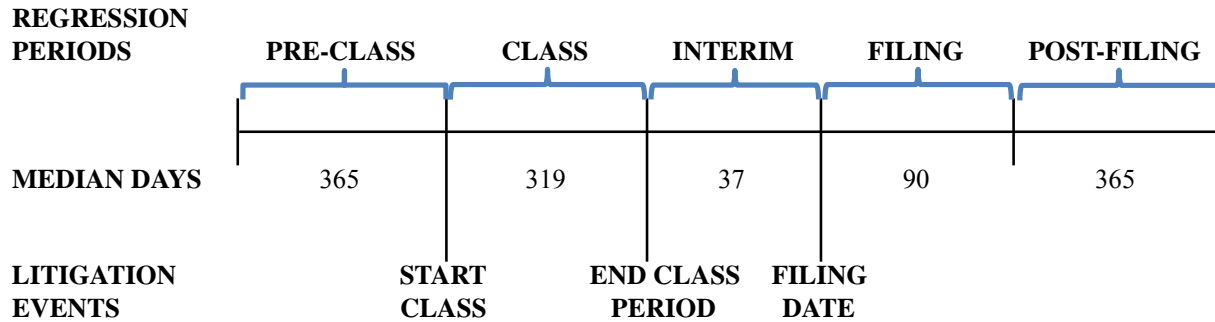 REGRESSION
PERIODS PRE-CLASS CLASS INTERIM FILING POST-FILING
MEDIAN DAYS 365 319 37 90 365
LITIGATION START END CLASS FILING
EVENTS CLASS PERIOD DATE